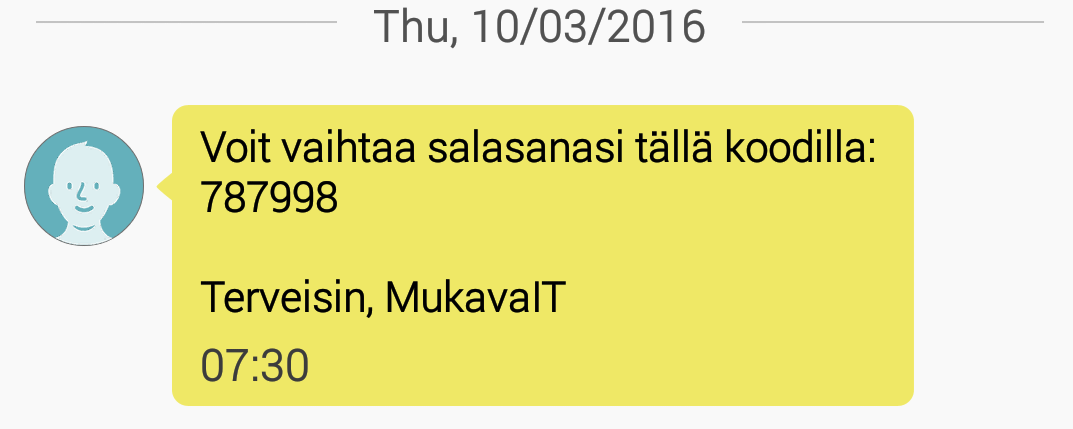 Thu, 10/03/2016
Voit vaihtaa salasanasi tällä koodilla:
787998
Terveisin, MukavaIT
07:30